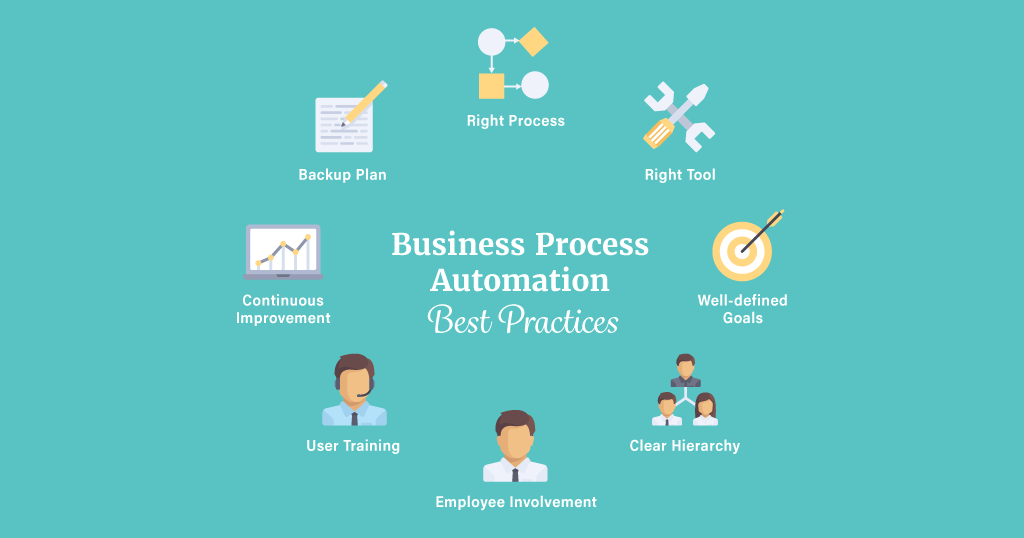 Right Process
Backup Plan
Right Tool
Business Process
Automation
Best Practices
Continuous
Improvement
Well-defined
Goals
User Training
Clear Hierarchy
Employee Involvement